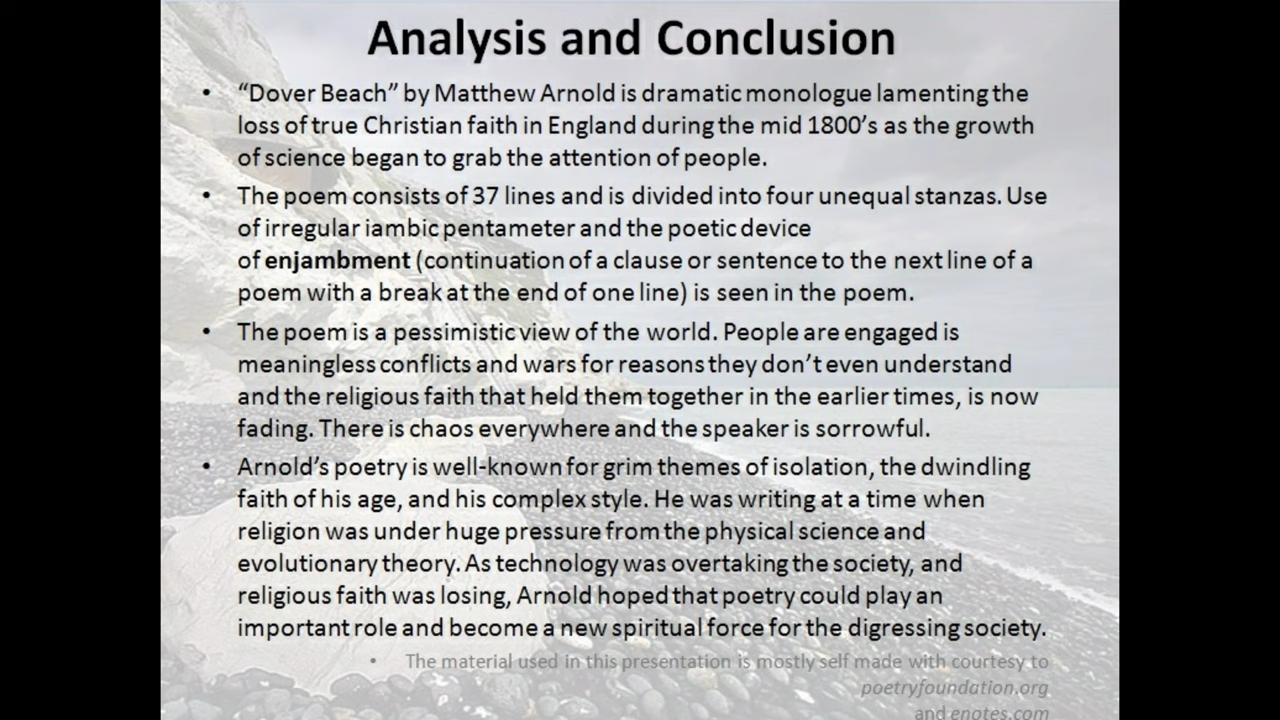 Analysis and Conclusion
• “Dover Beach” by Matthew Arnold is dramatic monologue lamenting the
loss of true Christian faith in England during the mid 1800’s as the growth
of science began to grab the attention of people.
• The poem consists of 37 lines and is divided into four unequal stanzas. Use
of irregular iambic pentameter and the poetic device
of enjambment (continuation of a clause or sentence to the next line of a
poem with a break at the end of one line) is seen in the poem.
• The poem is a pessimistic view of the world. People are engaged is
meaningless conflicts and wars for reasons they don’t even understand
and the religious faith that held them together in the earlier times, is now
fading. There is chaos everywhere and the speaker is sorrowful.
• Arnold’s poetry is well-known for grim themes of isolation, the dwindling
faith of his age, and his complex style. He was writing at a time when
religion was under huge pressure from the physical science and
evolutionary theory. As technology was overtaking the society, and
religious faith was losing, Arnold hoped that poetry could play an
important role and become a new spiritual force for the digressing society.
• The material used in this presentation is mostly self made with courtesy to
poetryfoundation.org
and enotes.com